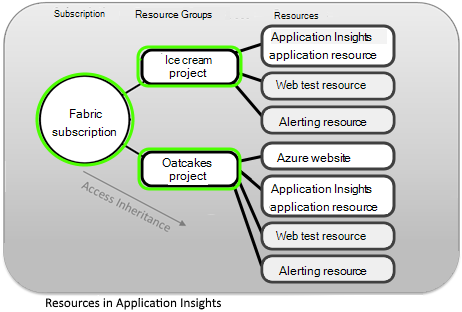 Subscription Resource Groups Resources
Application Insights
application resource
Ice cream
project
Web test resource
Alerting resource
Fabric
subscription
Oatcakes
project
Azure website
Application Insights
application resource
Web test resource
Alerting resource
Access Inheritance
Resources in Application Insights